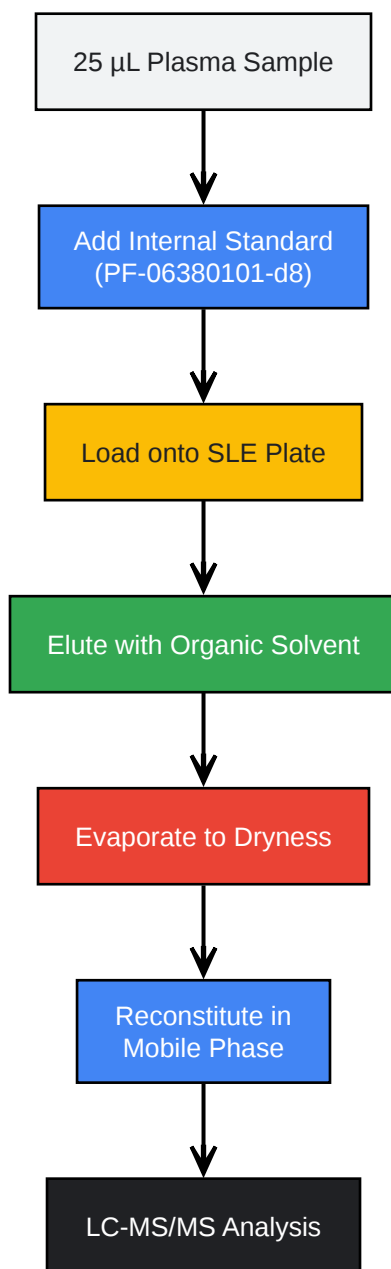 25 µL Plasma Sample
Add Internal Standard
(PF-06380101-d8)
Load onto SLE Plate
Elute with Organic Solvent
Evaporate to Dryness
Reconstitute in
Mobile Phase
LC-MS/MS Analysis